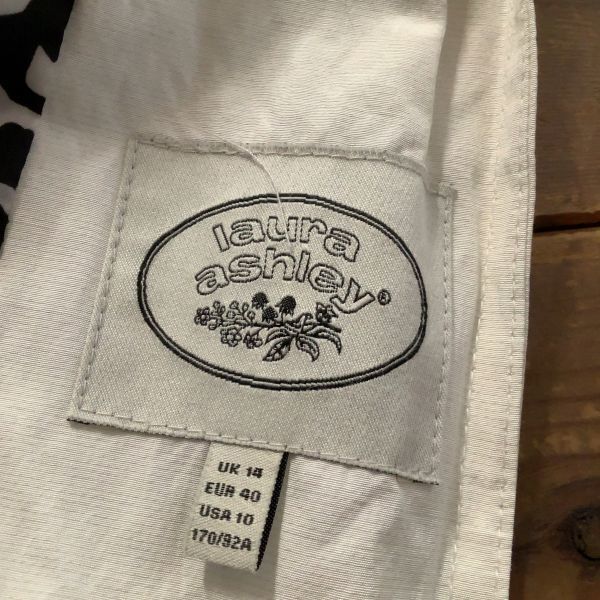 laura
ashley®
UK 14
EUR 40
USA 10
170/92A